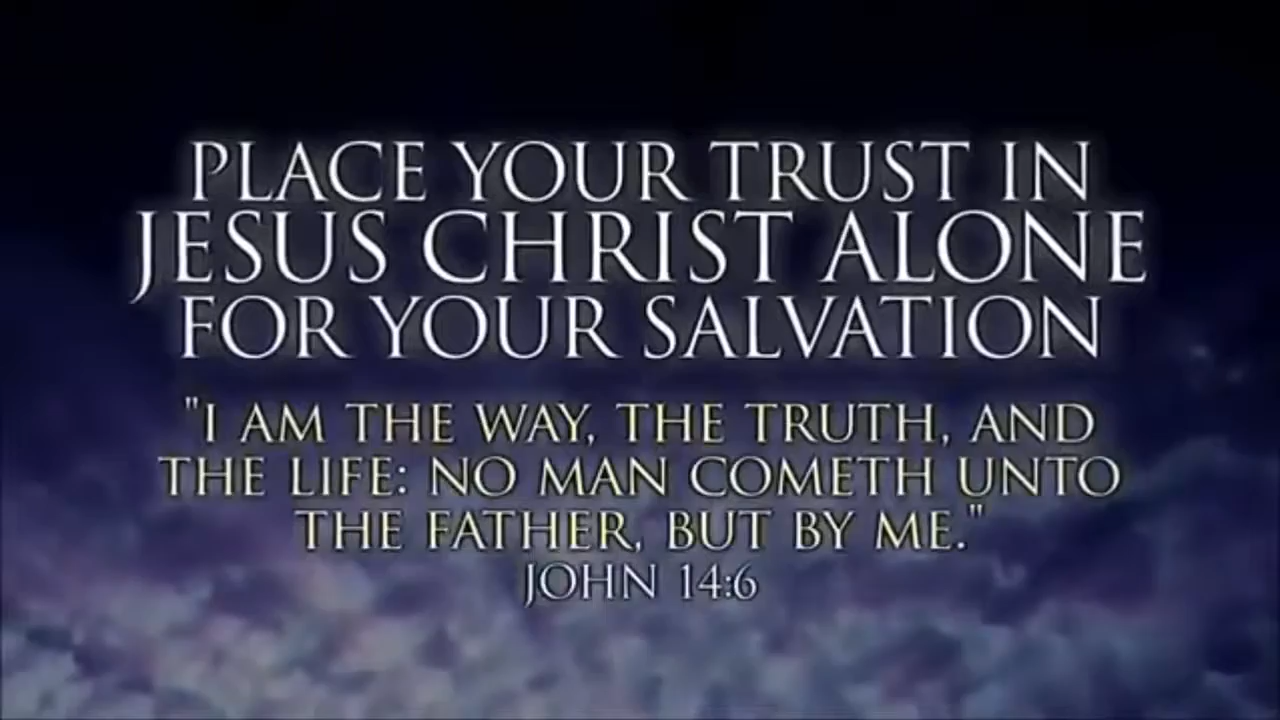 PLACE YOUR TRUST IN
JESUS CHRIST ALONE
FOR YOUR SALVATION
"I AM THE WAY, THE TRUTH, AND
THE LIFE: NO MAN COMETH UNTO
THE FATHER, BUT BY ME."
JOHN 14:6